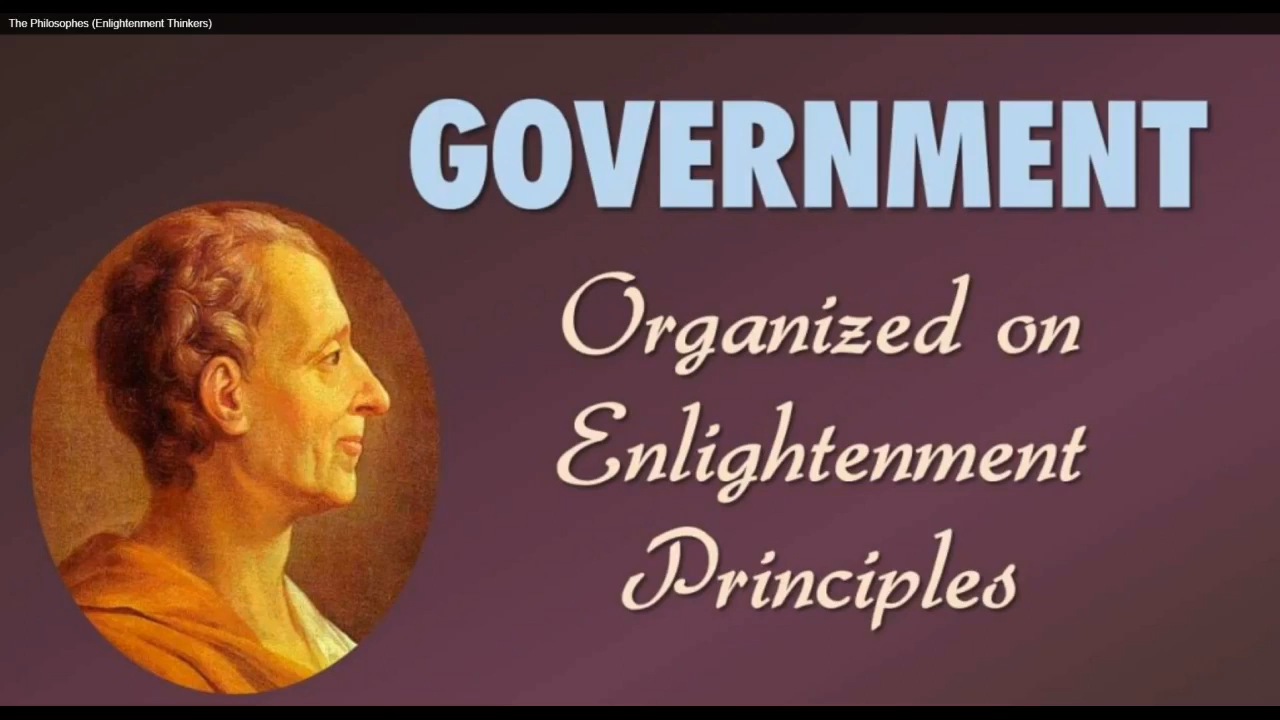 The Philosophes (Enlightenment Thinkers)
GOVERNMENT
Organized on
Enlightenment
Principles